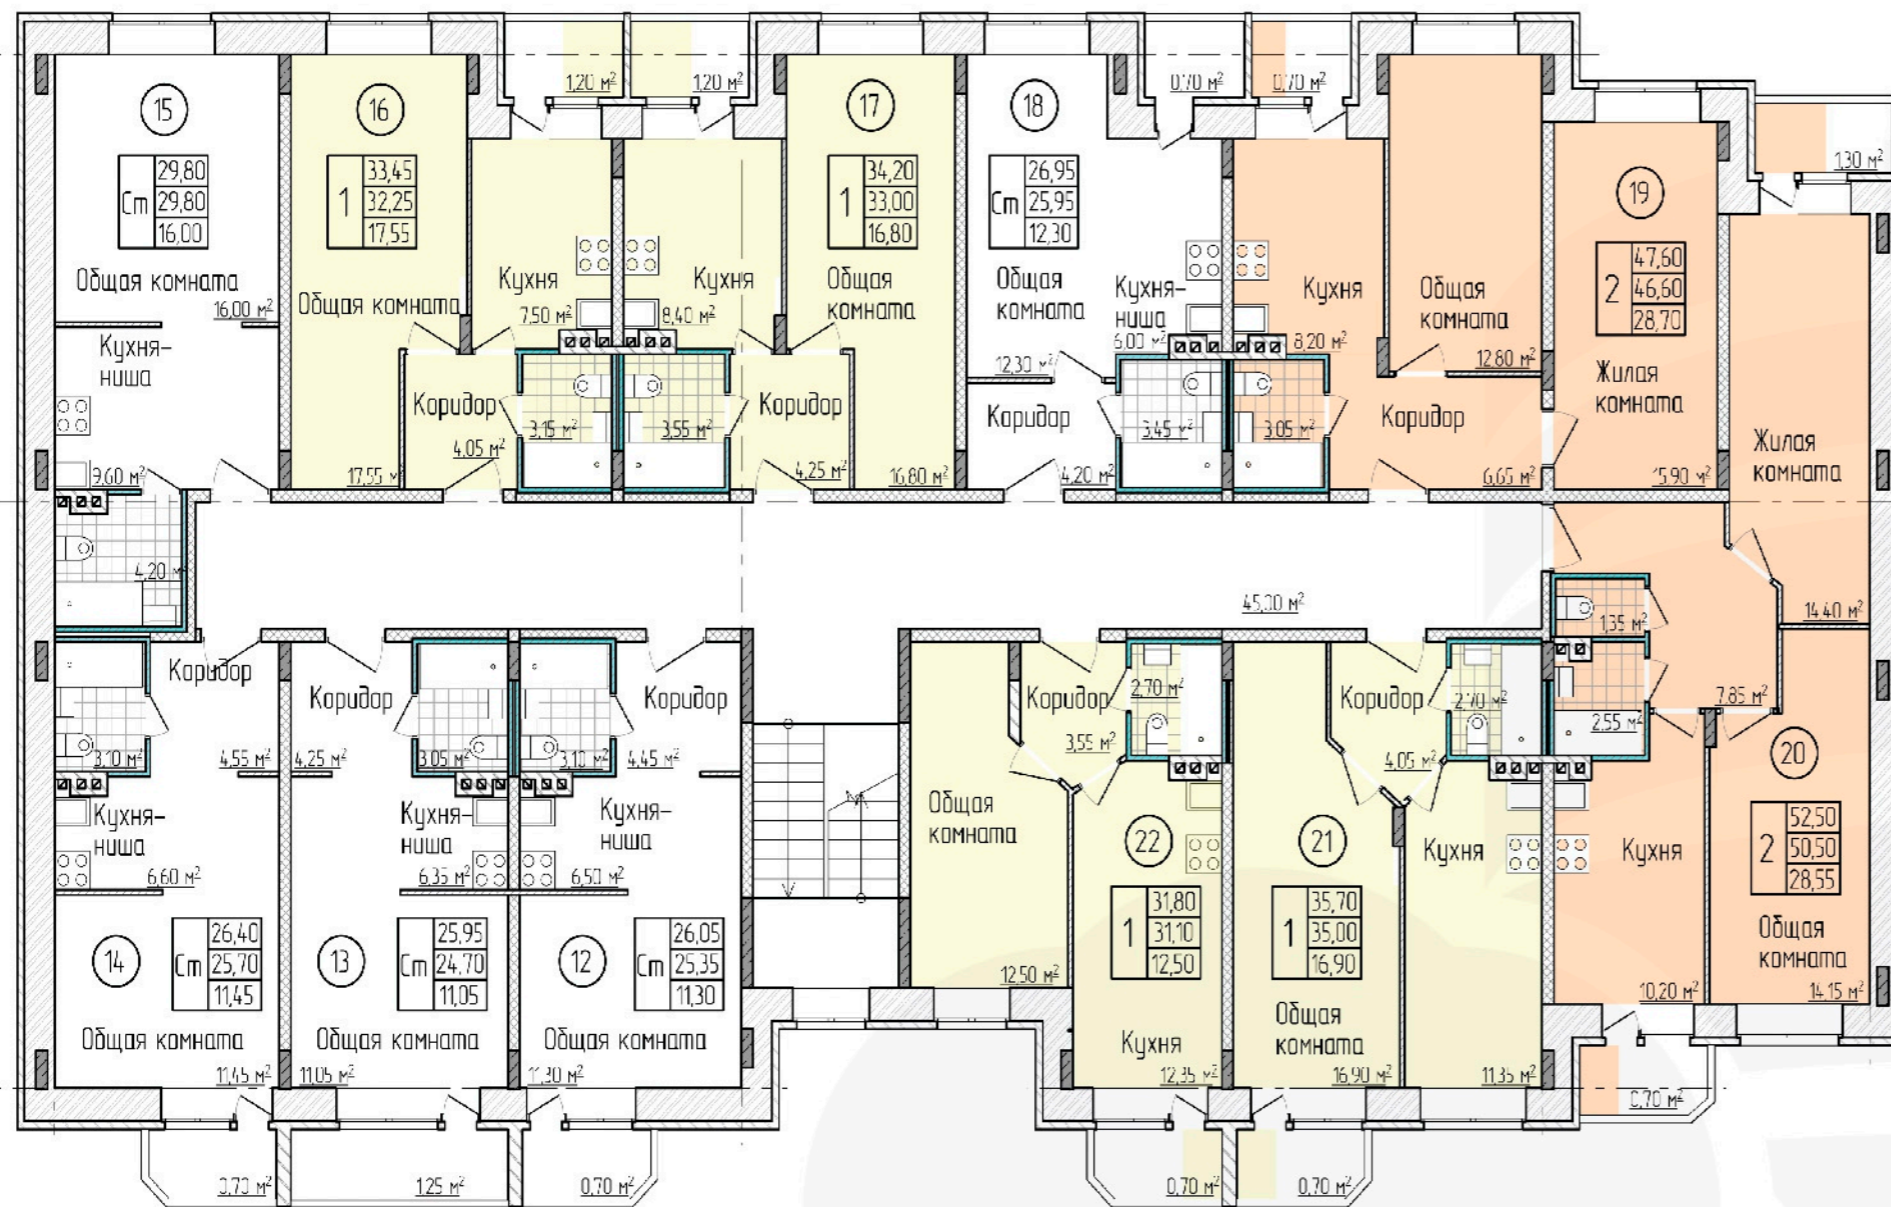 1,20 м²
1,20 м²
0,70 м²
0,70 м²
1,30 м²
15
Ст
29,80
29,80
16,00
Общая комната
16,00 м²
Кухня-
ниша
9,60 м²
4,20 м²
16
1
33,45
32,25
17,55
Общая комната
17,55 м²
Кухня
7,50 м²
Коридор
4,05 м²
3,15 м²
Кухня
8,40 м²
3,55 м²
Коридор
4,25 м²
17
1
34,20
33,00
16,80
Общая
комната
16,80 м²
18
Ст
26,95
25,95
12,30
Общая
комната
12,30 м²
Кухня-
ниша
6,00 м²
Коридор
4,20 м²
3,45 м²
Кухня
8,20 м²
3,05 м²
Коридор
6,65 м²
Общая
комната
12,80 м²
19
2
47,60
46,60
28,70
Жилая
комната
15,90 м²
Жилая
комната
14,40 м²
45,00 м²
1,35 м²
7,85 м²
2,55 м²
Коридор
3,10 м²
4,55 м²
Кухня-
ниша
6,60 м²
14
Ст
26,40
25,70
11,45
Общая комната
11,45 м²
0,70 м²
Коридор
4,25 м²
3,05 м²
Кухня-
ниша
6,35 м²
13
Ст
25,95
24,70
11,05
Общая комната
11,05 м²
1,25 м²
Коридор
3,10 м²
4,45 м²
Кухня-
ниша
6,50 м²
12
Ст
26,05
25,35
11,30
Общая комната
11,30 м²
0,70 м²
Общая
комната
12,50 м²
Коридор
3,55 м²
2,70 м²
22
1
31,80
31,10
12,50
Кухня
12,35 м²
0,70 м²
Коридор
4,05 м²
2,70 м²
21
1
35,70
35,00
16,90
Общая
комната
16,90 м²
0,70 м²
Кухня
11,35 м²
Кухня
10,20 м²
0,70 м²
20
2
52,50
50,50
28,55
Общая
комната
14,15 м²